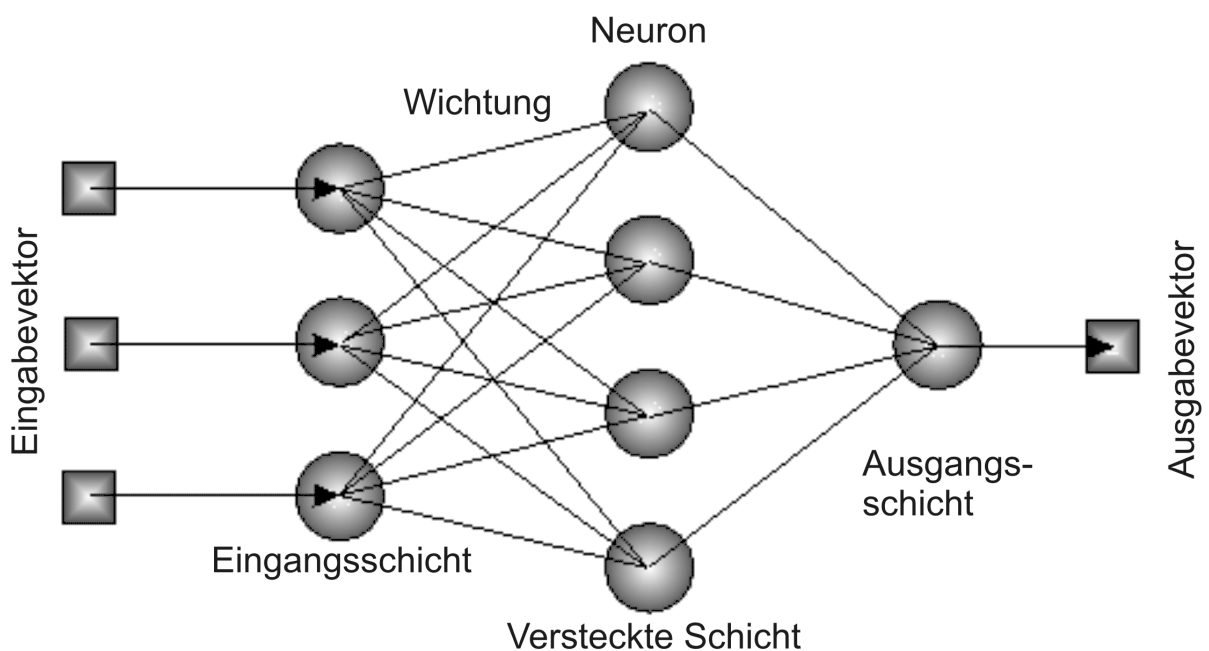 Neuron
Wichtung
Eingabevektor
Ausgabevektor
Ausgangs-
schicht
Eingangsschicht
Versteckte Schicht